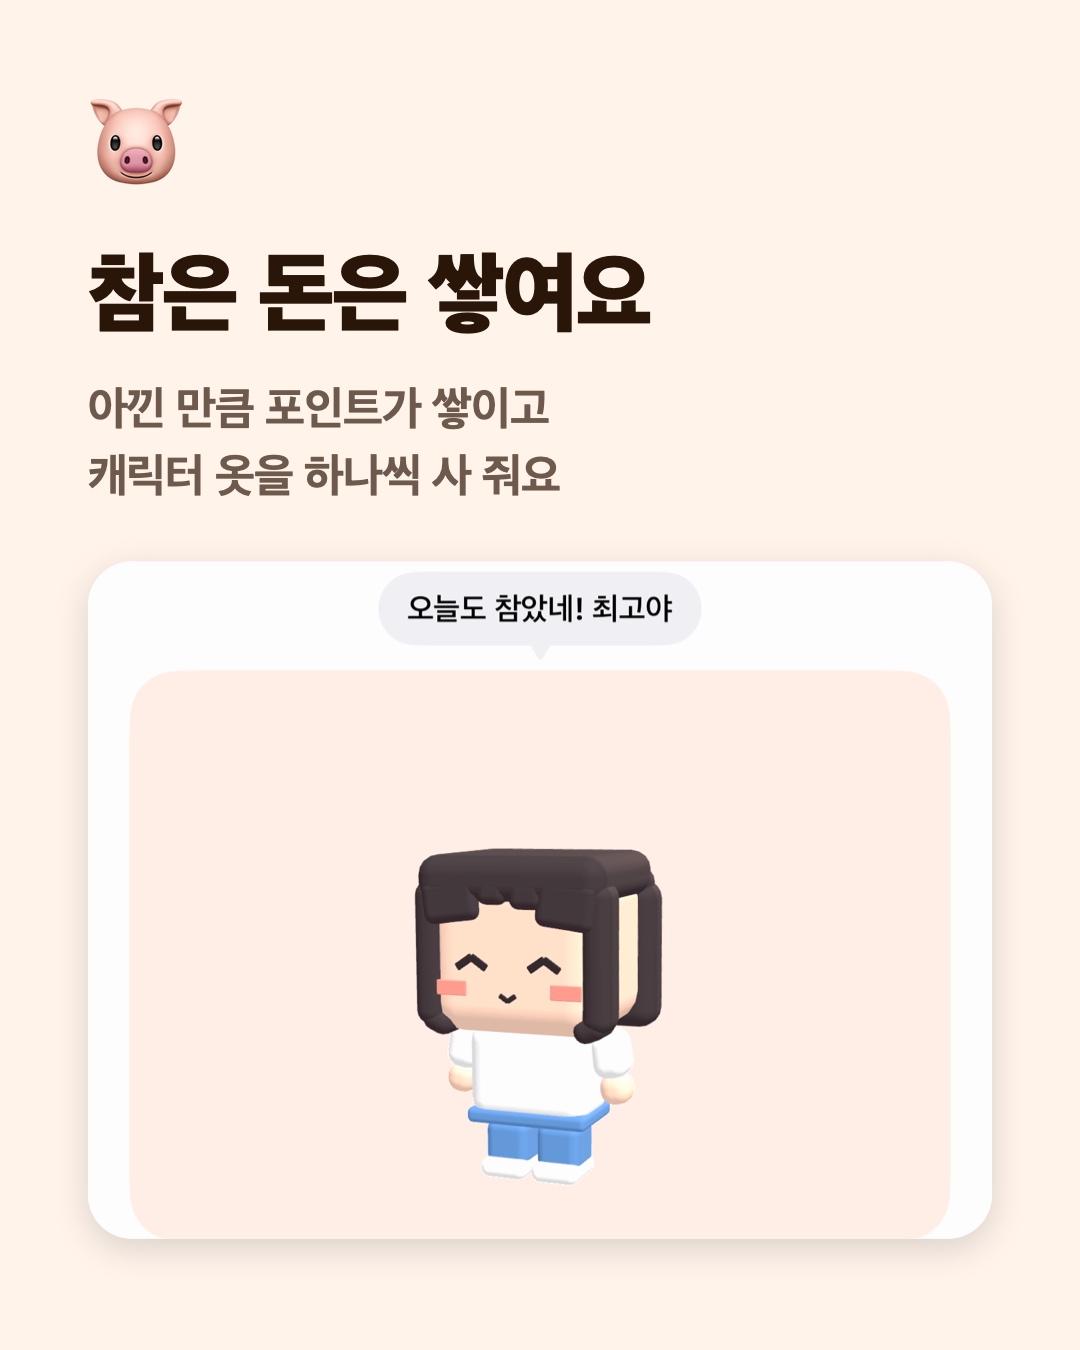 참은 돈은 쌓여요
아낀 만큼 포인트가 쌓이고
캐릭터 옷을 하나씩 사 줘요
오늘도 참았네! 최고야